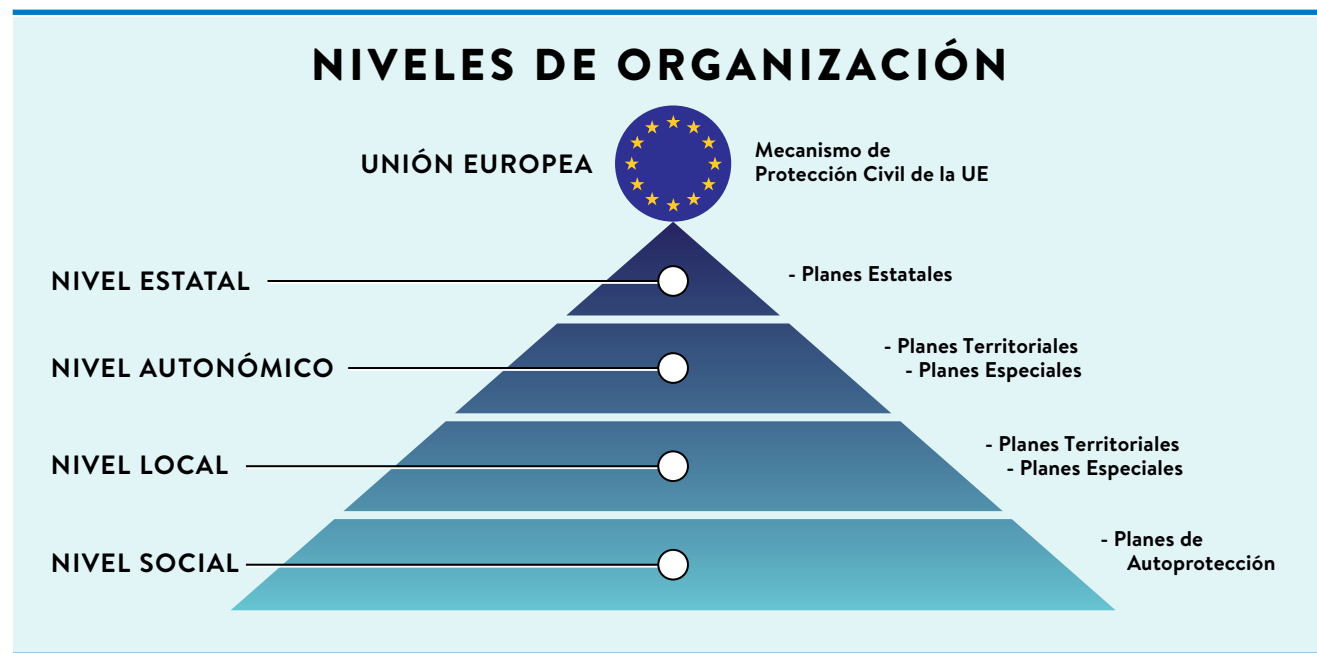 NIVELES DE ORGANIZACIÓN
UNIÓN EUROPEA
Mecanismo de
Protección Civil de la UE
NIVEL ESTATAL
- Planes Estatales
NIVEL AUTONÓMICO
- Planes Territoriales
- Planes Especiales
NIVEL LOCAL
- Planes Territoriales
- Planes Especiales
NIVEL SOCIAL
- Planes de
Autoprotección